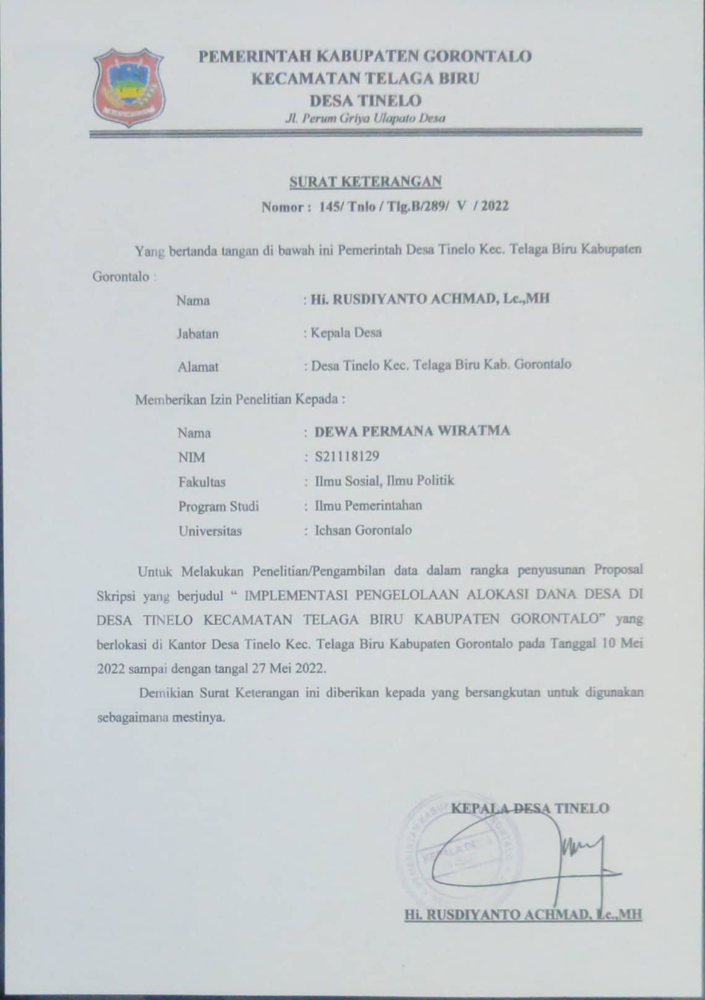 PEMERINTAH KABUPATEN GORONTALO
KECAMATAN TELAGA BIRU
DESA TINELO
Jl. Perum Griya Ulapato Desa
SURAT KETERANGAN
Nomor : 145/ Tnlo / Tlg.B/289/ V / 2022
Yang bertanda tangan di bawah ini Pemerintah Desa Tinelo Kec. Telaga Biru Kabupaten
Gorontalo :
Nama : Hi. RUSDIYANTO ACHMAD, Lc.,MH
Jabatan : Kepala Desa
Alamat : Desa Tinelo Kec. Telaga Biru Kab. Gorontalo
Memberikan Izin Penelitian Kepada :
Nama : DEWA PERMANA WIRATMA
NIM : S21118129
Fakultas : Ilmu Sosial, Ilmu Politik
Program Studi : Ilmu Pemerintahan
Universitas : Ichsan Gorontalo
Untuk Melakukan Penelitian/Pengambilan data dalam rangka penyusunan Proposal
Skripsi yang berjudul “ IMPLEMENTASI PENGELOLAAN ALOKASI DANA DESA DI
DESA TINELO KECAMATAN TELAGA BIRU KABUPATEN GORONTALO” yang
berlokasi di Kantor Desa Tinelo Kec. Telaga Biru Kabupaten Gorontalo pada Tanggal 10 Mei
2022 sampai dengan tangal 27 Mei 2022.
Demikian Surat Keterangan ini diberikan kepada yang bersangkutan untuk digunakan
sebagaimana mestinya.
KEPALA DESA TINELO
Hi. RUSDIYANTO ACHMAD, Lc.,MH